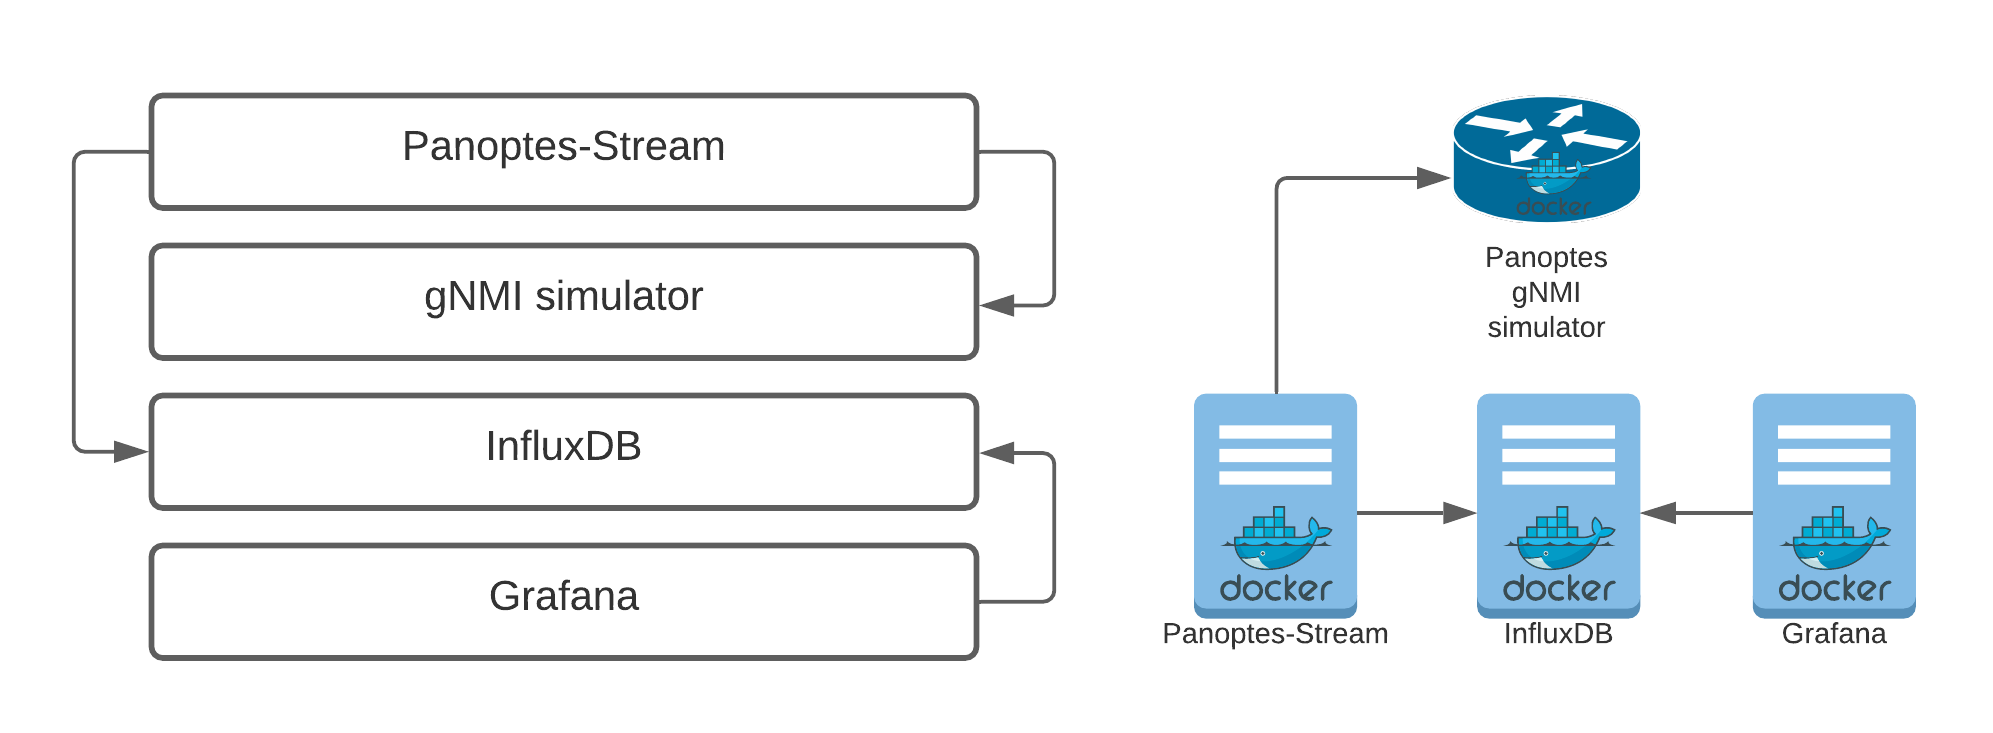 Panoptes-Stream
gNMI simulator
InfluxDB
Grafana
docker
Panoptes
gNMI
simulator
docker
docker
docker
Panoptes-Stream
InfluxDB
Grafana